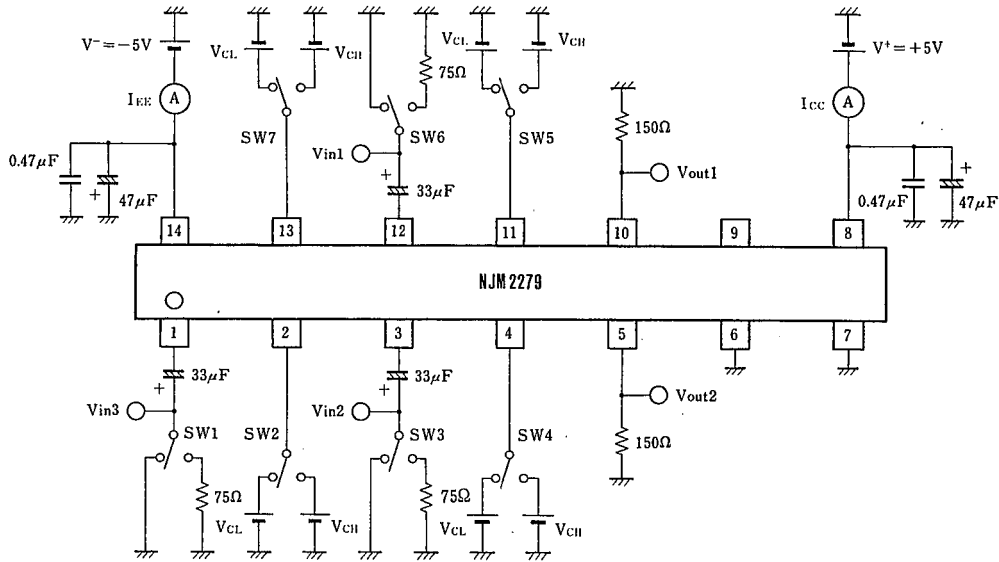 V⁻=−5V
VCL
VCH
75Ω
VCL
VCH
V⁺=+5V
IEE
A
SW7
SW6
SW5
ICC
A
0.47μF
+
47μF
Vin1
+
33μF
150Ω
Vout1
0.47μF
+
47μF
14
13
12
11
10
9
8
NJM2279
1
2
3
4
5
6
7
33μF
+
Vin3
33μF
+
Vin2
Vout2
SW1
SW2
SW3
SW4
150Ω
75Ω
VCL
VCH
75Ω
VCL
VCH